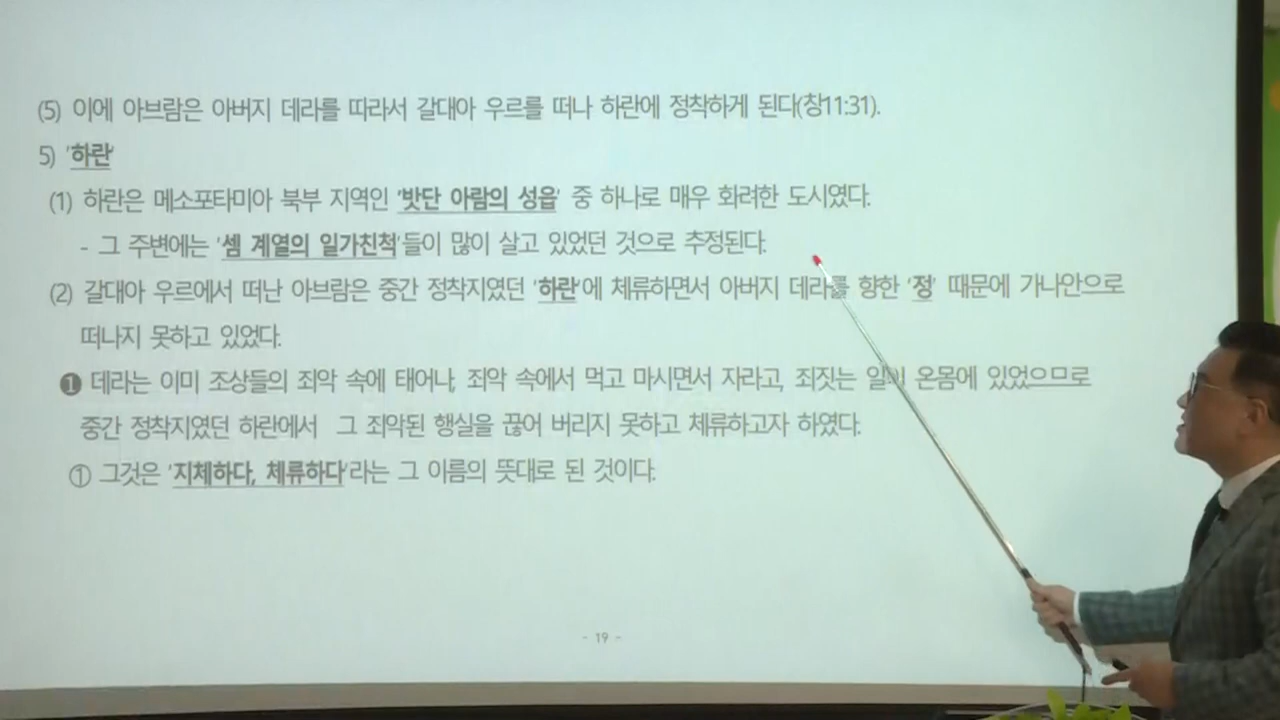 (5) 이에 아브람은 아버지 데라를 따라서 갈대아 우르를 떠나 하란에 정착하게 된다(창11:31).
5) '하란'
(1) 하란은 메소포타미아 북부 지역인 '밧단 아람의 성읍' 중 하나로 매우 화려한 도시였다.
- 그 주변에는 '셈 계열의 일가친척'들이 많이 살고 있었던 것으로 추정된다.
(2) 갈대아 우르에서 떠난 아브람은 중간 정착지였던 '하란'에 체류하면서 아버지 데라를 향한 '정' 때문에 가나안으로
떠나지 못하고 있었다.
❶ 데라는 이미 조상들의 죄악 속에 태어나, 죄악 속에서 먹고 마시면서 자라고, 죄짓는 일이 온몸에 있었으므로
중간 정착지였던 하란에서 그 죄악된 행실을 끊어 버리지 못하고 체류하고자 하였다.
① 그것은 '지체하다, 체류하다'라는 그 이름의 뜻대로 된 것이다.
- 19 -